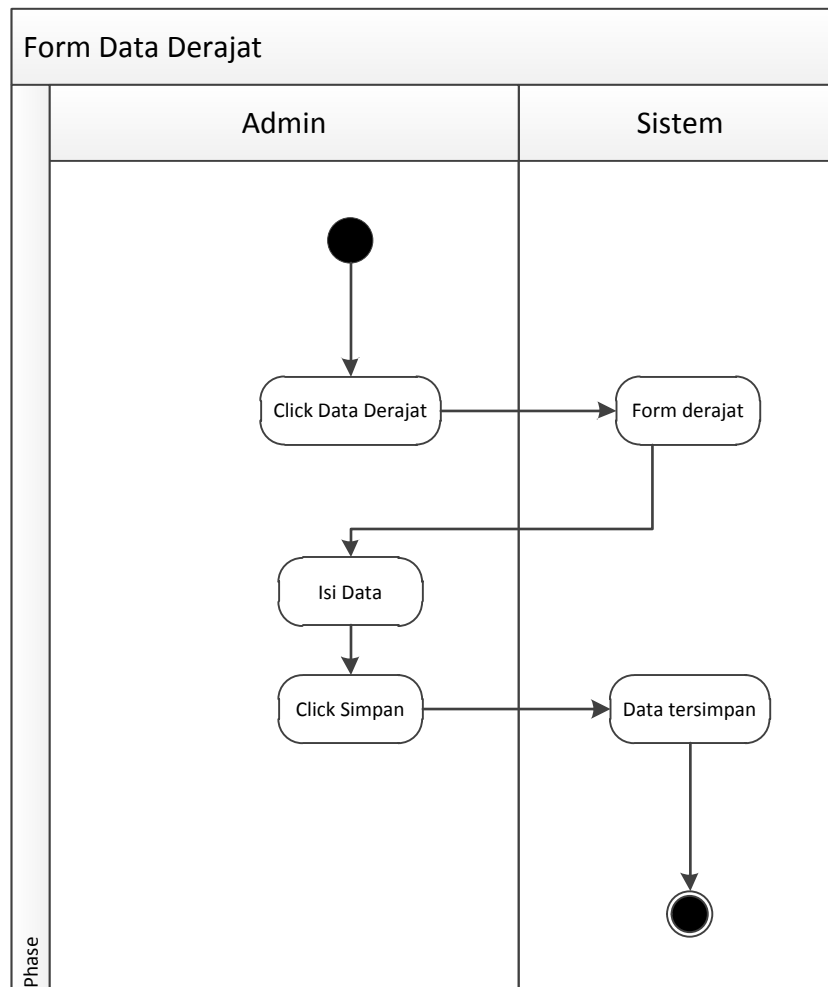 Form Data Derajat
Admin
Sistem
Click Data Derajat
Form derajat
Isi Data
Click Simpan
Data tersimpan
Phase